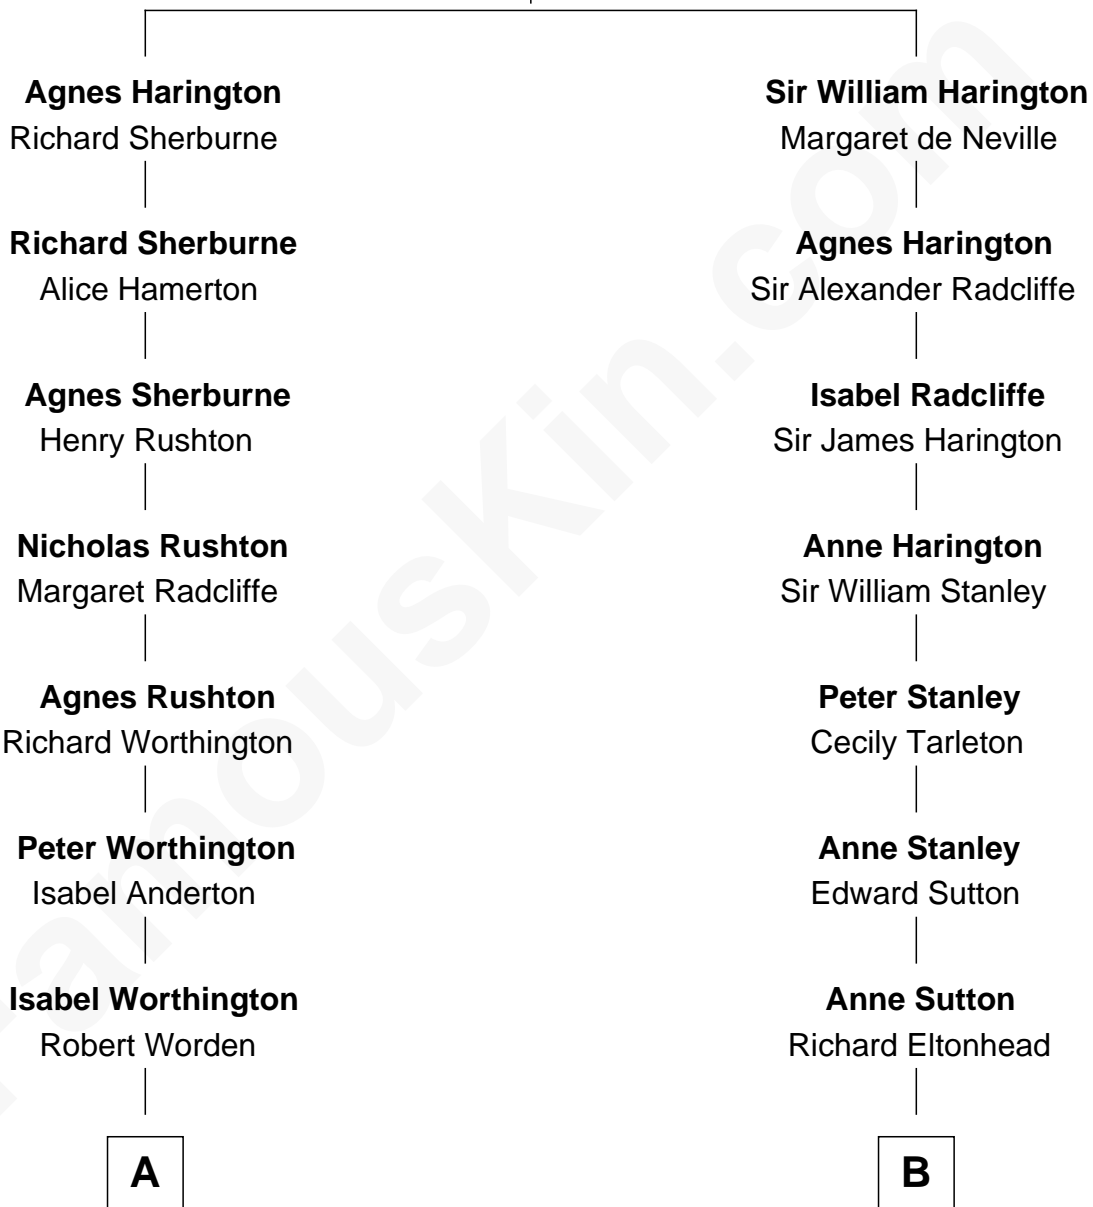 Agnes Harington
Richard Sherburne
Sir William Harington
Margaret de Neville
Richard Sherburne
Alice Hamerton
Agnes Harington
Sir Alexander Radcliffe
Agnes Sherburne
Henry Rushton
Isabel Radcliffe
Sir James Harington
Nicholas Rushton
Margaret Radcliffe
Anne Harington
Sir William Stanley
Agnes Rushton
Richard Worthington
Peter Stanley
Cecily Tarleton
Peter Worthington
Isabel Anderton
Anne Stanley
Edward Sutton
Isabel Worthington
Robert Worden
Anne Sutton
Richard Eltonhead
A
B
FamousKin.com